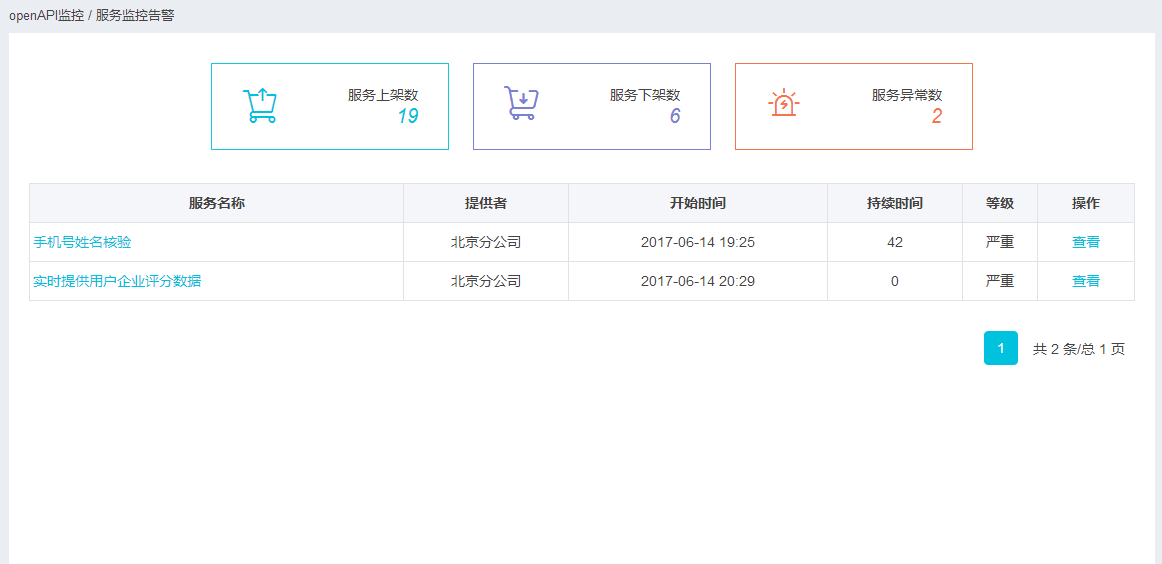 openAPI监控 / 服务监控告警
服务上架数 服务下架数 服务异常数
19 6 2
服务名称 提供者 开始时间 持续时间 等级 操作
手机号姓名核验 北京分公司 2017-06-14 19:25 42 严重 查看
实时提供用户企业评分数据 北京分公司 2017-06-14 20:29 0 严重 查看
1 共 2 条/总 1 页